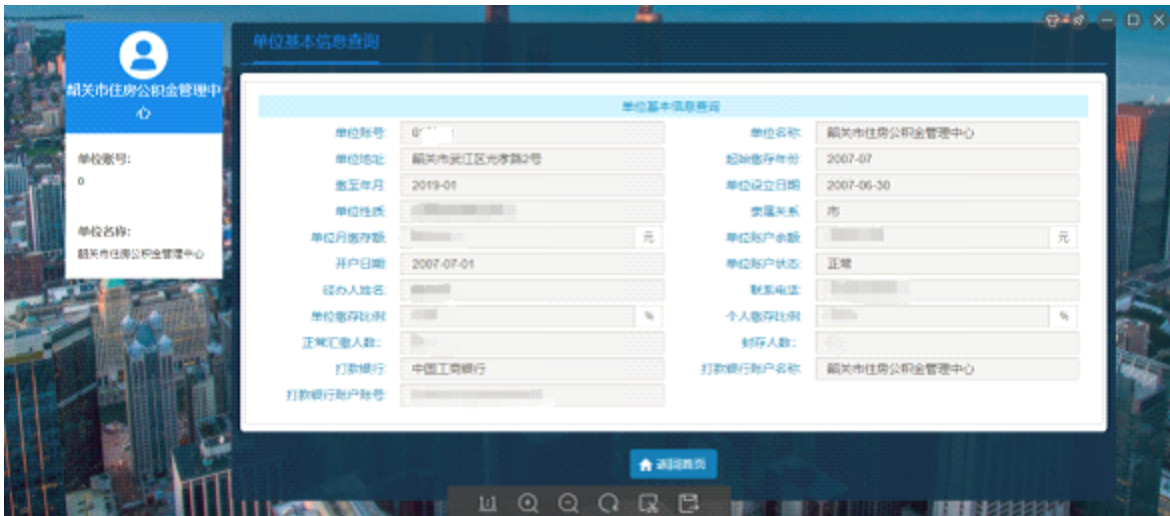 单位基本信息查询
韶关市住房公积金管理中
心
单位账号:
0
单位名称:
韶关市住房公积金管理中心
单位基本信息查询
单位账号:
单位名称: 韶关市住房公积金管理中心
单位地址: 韶关市武江区光孝路2号
起始缴存年份: 2007-07
缴至年月: 2019-01
单位设立日期: 2007-06-30
单位性质:
隶属关系: 市
单位月缴存额: 元
单位账户余额: 元
开户日期: 2007-07-01
单位账户状态: 正常
经办人姓名:
联系电话:
单位缴存比例: %
个人缴存比例: %
正常汇缴人数:
封存人数:
打款银行: 中国工商银行
打款银行账户名称: 韶关市住房公积金管理中心
打款银行账户账号:
返回首页
1:1